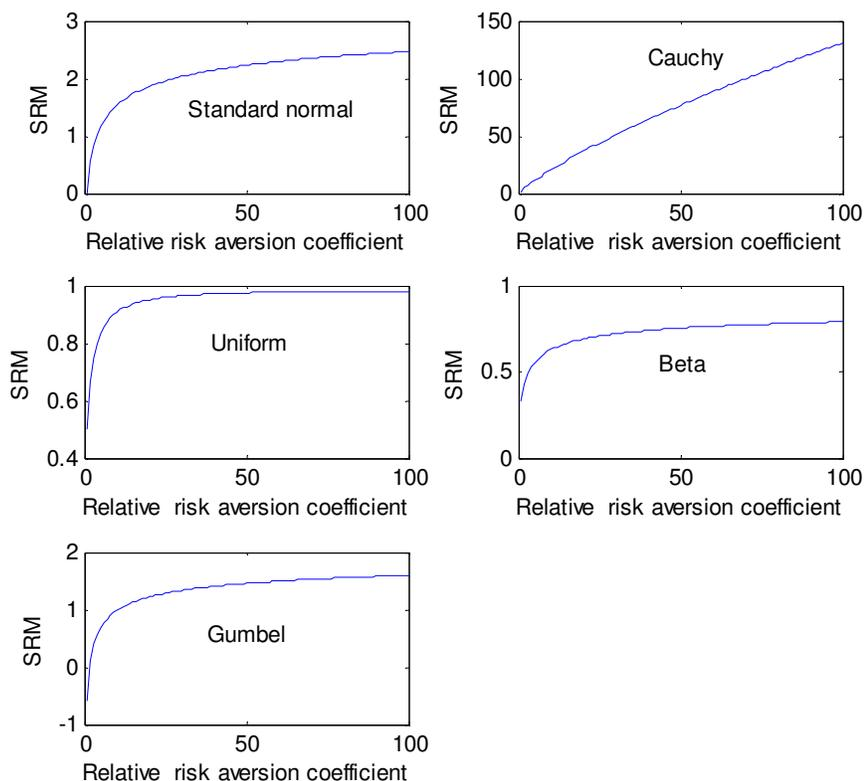 3
2
1
0
SRM
Standard normal
0
50
100
Relative risk aversion coefficient
150
100
50
0
SRM
Cauchy
0
50
100
Relative  risk aversion coefficient
1
0.8
0.6
0.4
SRM
Uniform
0
50
100
Relative  risk aversion coefficient
1
0.5
0
SRM
Beta
0
50
100
Relative  risk aversion coefficient
2
1
0
-1
SRM
Gumbel
0
50
100
Relative  risk aversion coefficient